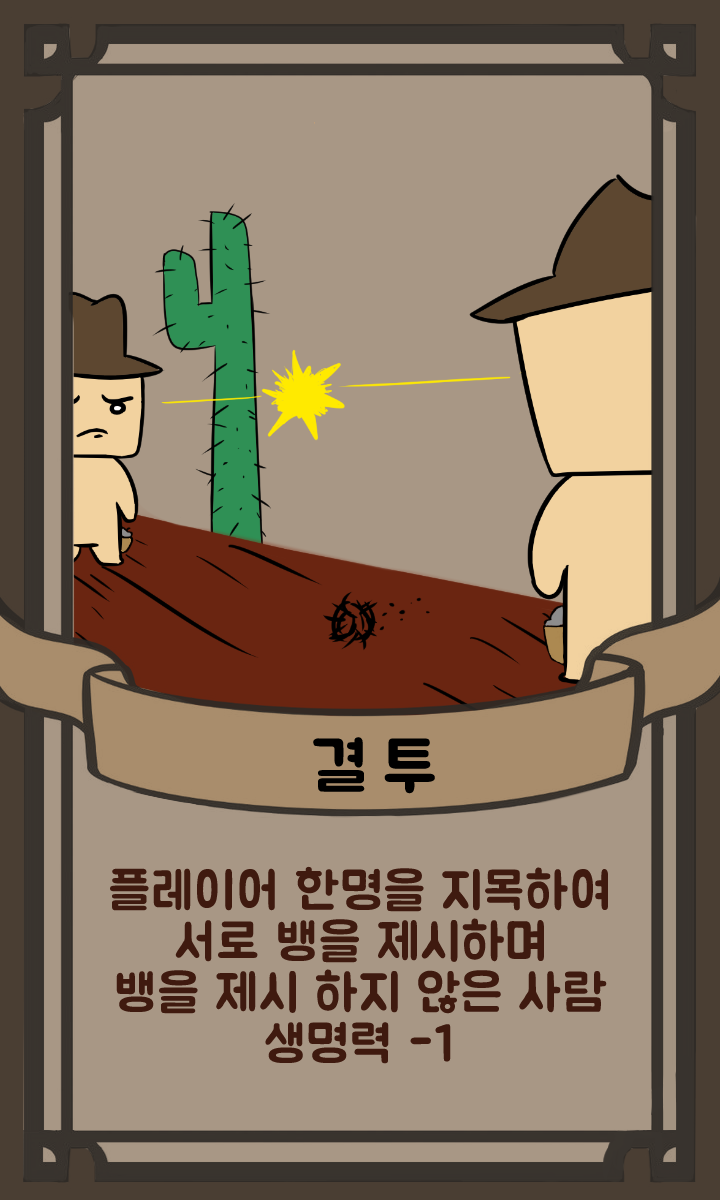 결투
플레이어 한명을 지목하여
서로 뱅을 제시하며
뱅을 제시 하지 않은 사람
생명력 -1